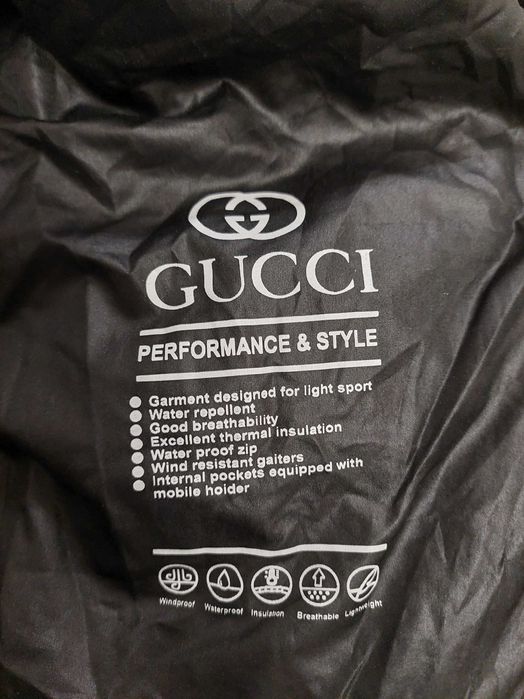 GUCCI
PERFORMANCE & STYLE
Garment designed for light sport
Water repellent
Good breathability
Excellent thermal insulation
Water proof zip
Wind resistant gaiters
Internal pockets equipped with
mobile hoider
Windproof Waterproof Insulation Breathable Lightweight